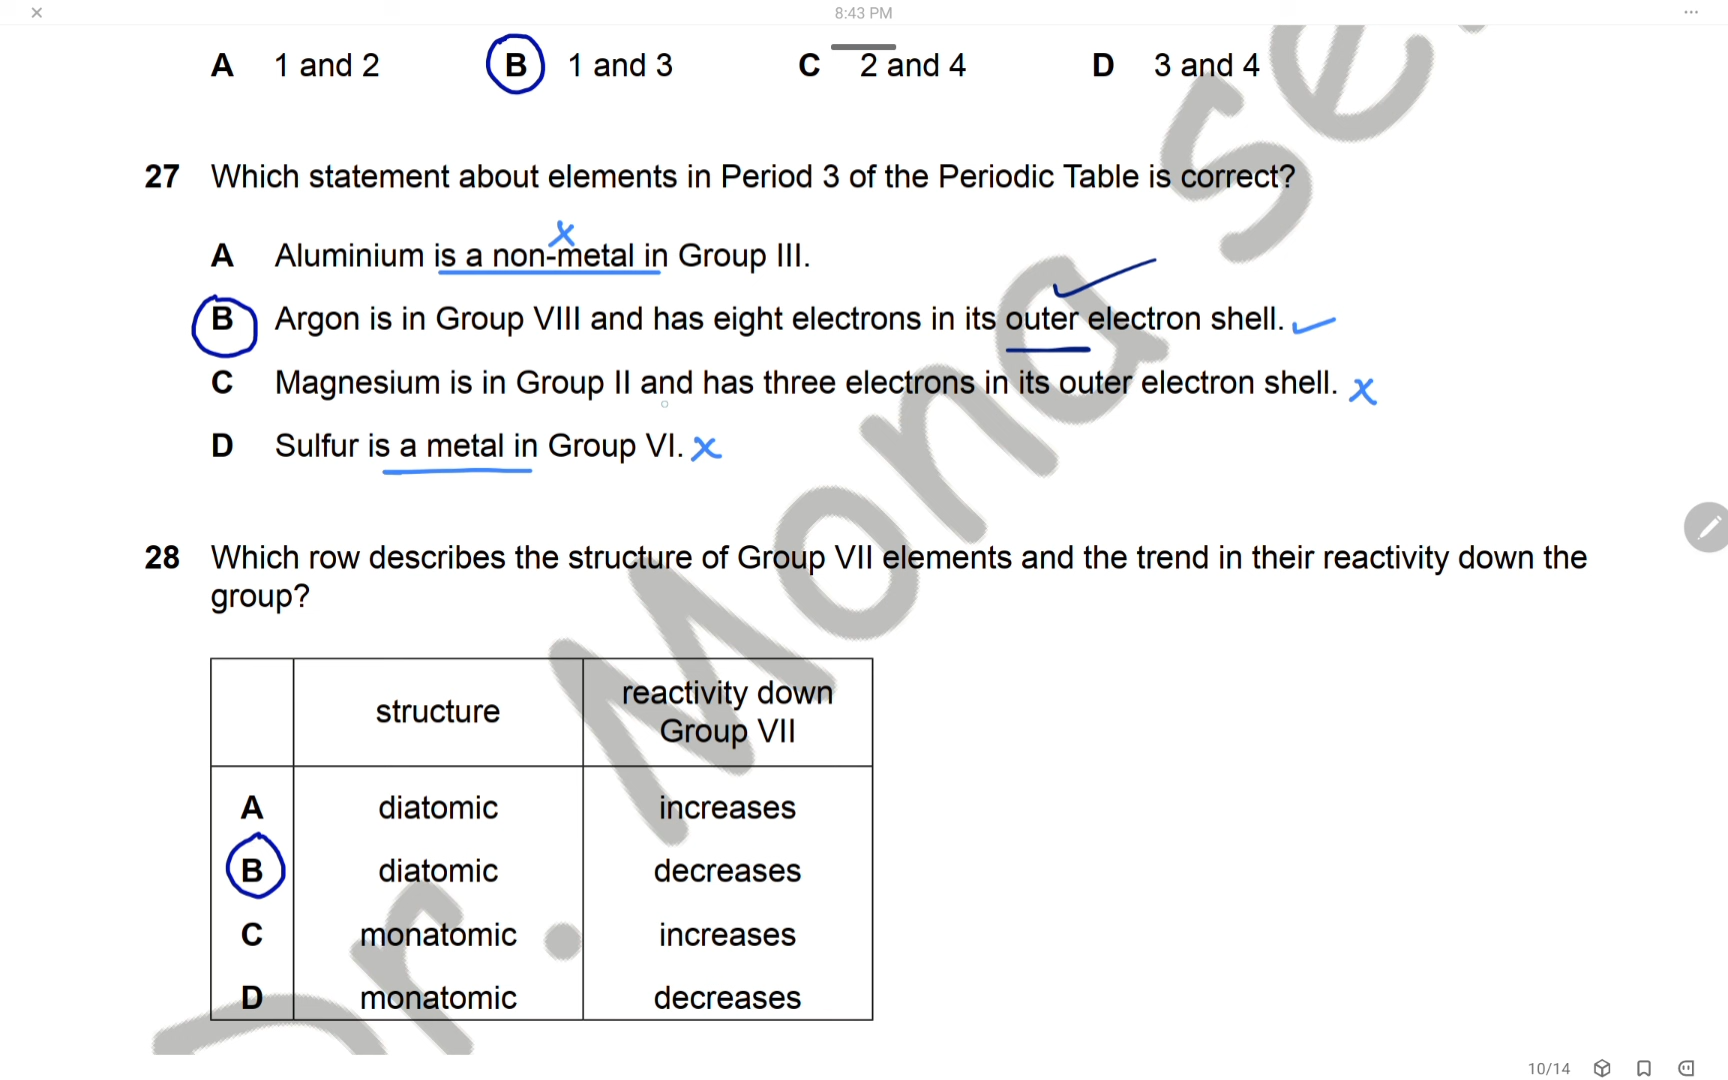 8:43 PM
A 1 and 2 B 1 and 3 C 2 and 4 D 3 and 4
27 Which statement about elements in Period 3 of the Periodic Table is correct?
A Aluminium is a non-metal in Group III.
B Argon is in Group VIII and has eight electrons in its outer electron shell.
C Magnesium is in Group II and has three electrons in its outer electron shell.
D Sulfur is a metal in Group VI.
28 Which row describes the structure of Group VII elements and the trend in their reactivity down the
group?
structure reactivity down
Group VII
A diatomic increases
B diatomic decreases
C monatomic increases
D monatomic decreases
Dr. Mona
10/14